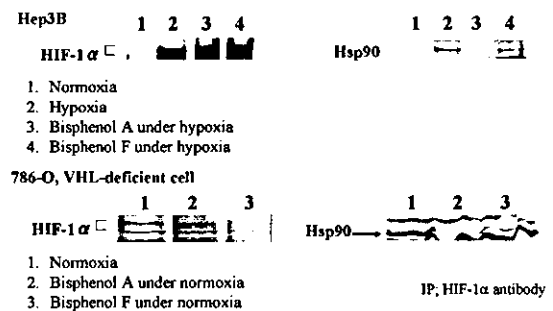 Hep3B
1 2 3 4
HIF-1 α
1 2 3 4
Hsp90
1. Normoxia
2. Hypoxia
3. Bisphenol A under hypoxia
4. Bisphenol F under hypoxia
786-O, VHL-deficient cell
1 2 3
HIF-1 α
1 2 3
Hsp90
1. Normoxia
2. Bisphenol A under normoxia
3. Bisphenol F under normoxia
IP; HIF-1α antibody